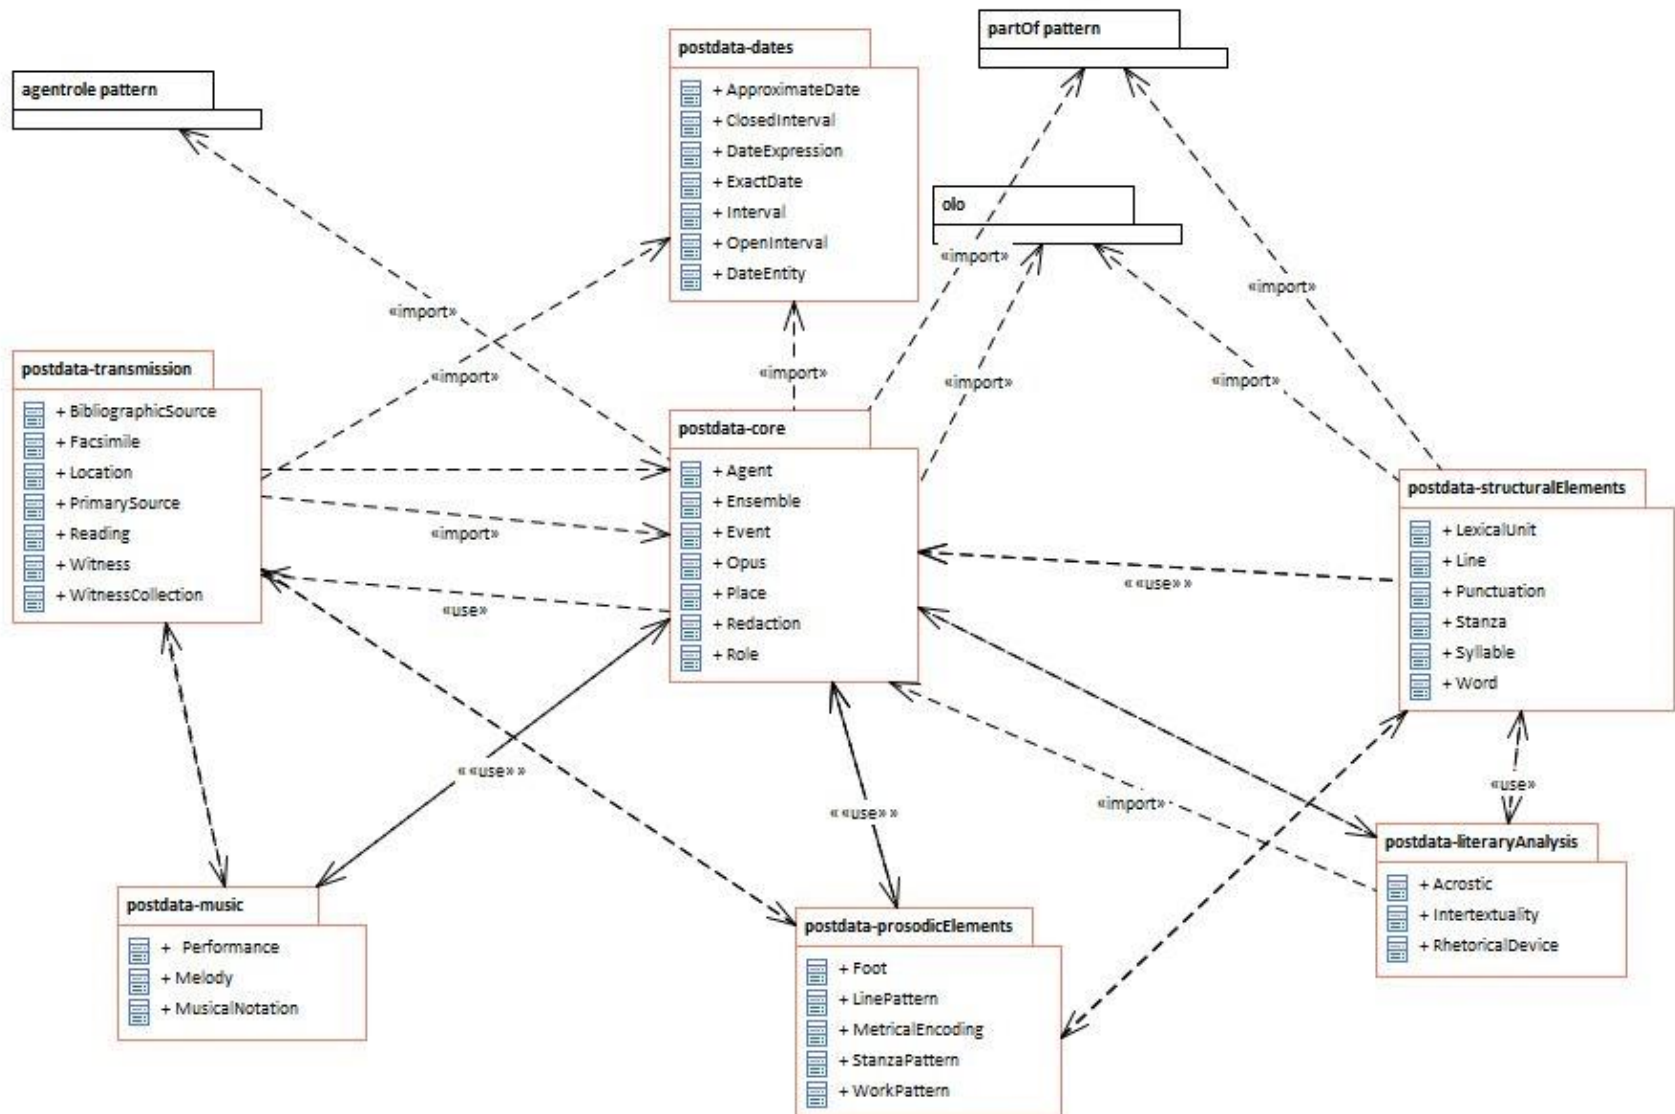 partOf pattern
postdata-dates
agentrole pattern
+ ApproximateDate
+ ClosedInterval
+ DateExpression
+ ExactDate
+ Interval
+ OpenInterval
+ DateEntity
olo
«import»
«import»
«import»
«import»
«import»
«import»
«import»
postdata-transmission
+ BibliographicSource
+ Facsimile
+ Location
+ PrimarySource
+ Reading
+ Witness
+ WitnessCollection
postdata-core
+ Agent
+ Ensemble
+ Event
+ Opus
+ Place
+ Redaction
+ Role
«import»
«use»
postdata-structuralElements
+ LexicalUnit
+ Line
+ Punctuation
+ Stanza
+ Syllable
+ Word
« «use» »
« «use» »
« «use» »
«import»
«use»
postdata-literaryAnalysis
+ Acrostic
+ Intertextuality
+ RhetoricalDevice
postdata-music
+ Performance
+ Melody
+ MusicalNotation
postdata-prosodicElements
+ Foot
+ LinePattern
+ MetricalEncoding
+ StanzaPattern
+ WorkPattern